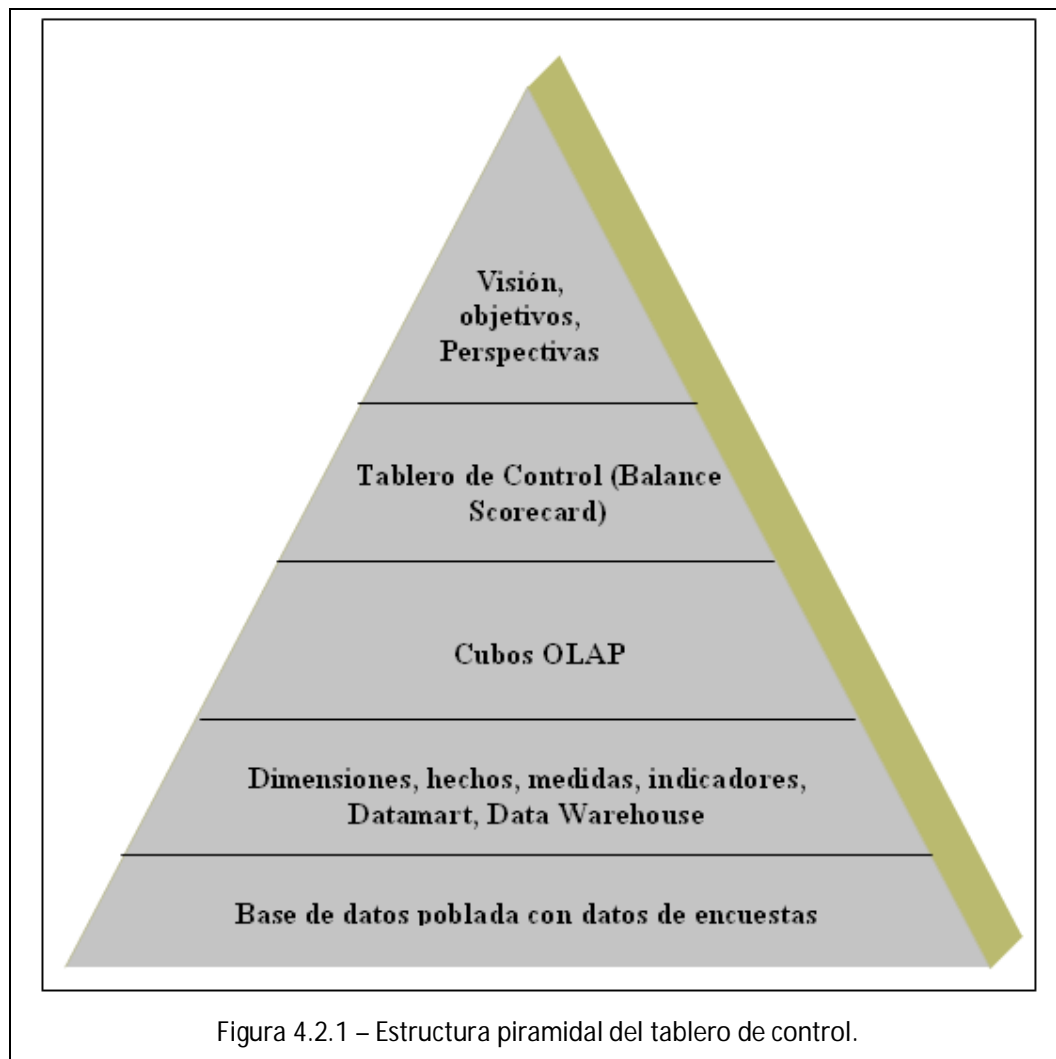 Visión,
objetivos,
Perspectivas
Tablero de Control (Balance
Scorecard)
Cubos OLAP
Dimensiones, hechos, medidas, indicadores,
Datamart, Data Warehouse
Base de datos poblada con datos de encuestas
Figura 4.2.1 – Estructura piramidal del tablero de control.